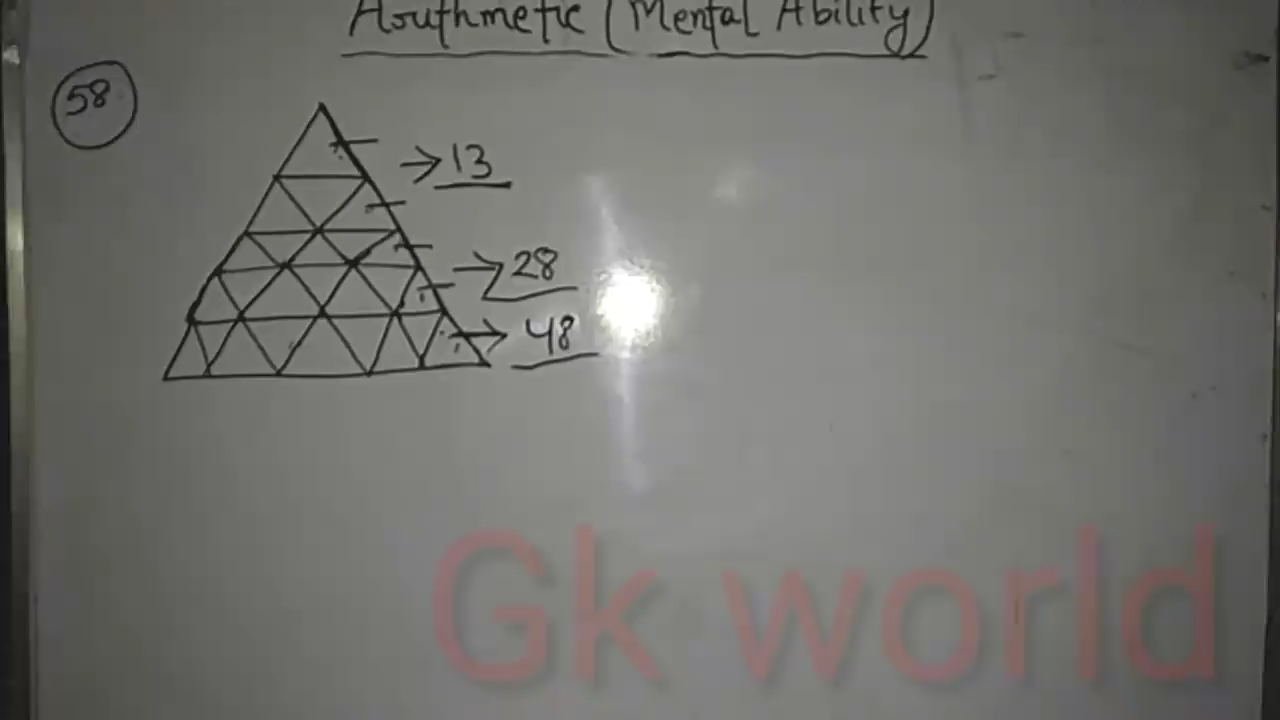 Arithmetic (Mental Ability)
58
→13
→28
→48
Gk world